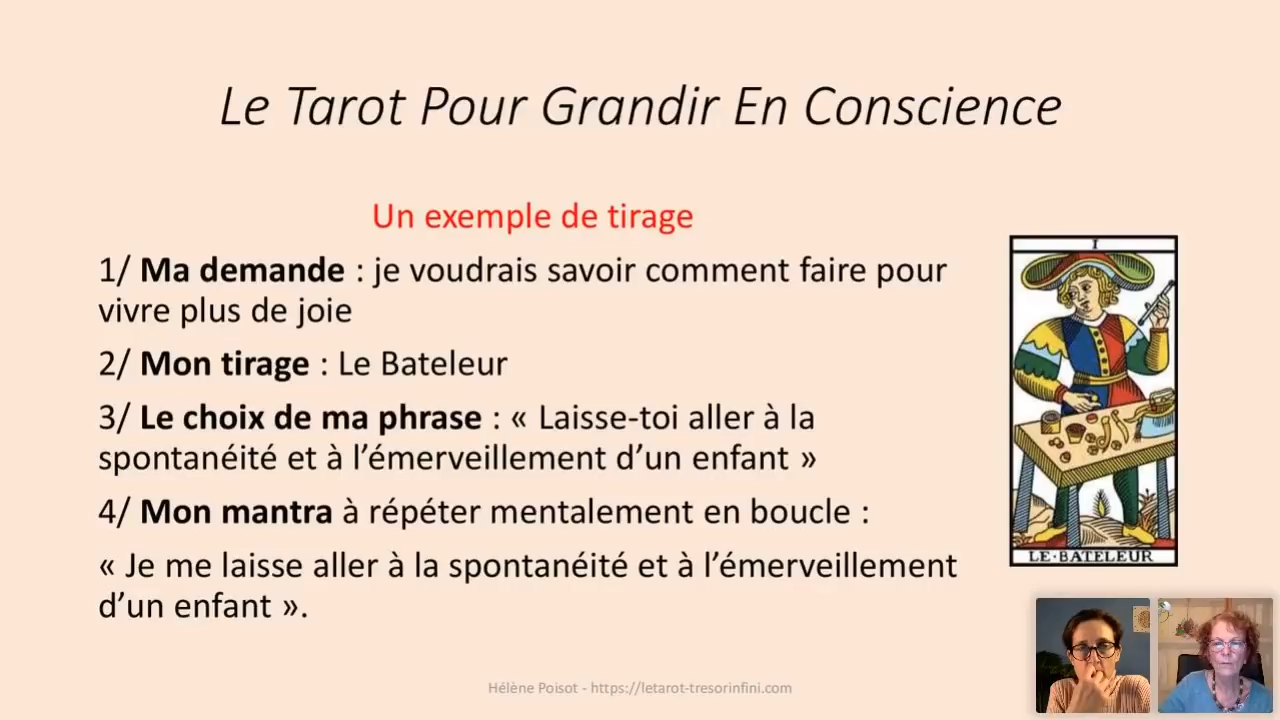 Le Tarot Pour Grandir En Conscience
Un exemple de tirage
1/ Ma demande : je voudrais savoir comment faire pour
vivre plus de joie
2/ Mon tirage : Le Bateleur
3/ Le choix de ma phrase : « Laisse-toi aller à la
spontanéité et à l’émerveillement d’un enfant »
4/ Mon mantra à répéter mentalement en boucle :
« Je me laisse aller à la spontanéité et à l’émerveillement
d’un enfant ».
I
LE·BATELEUR
Hélène Poisot - https://letarot-tresorinfini.com